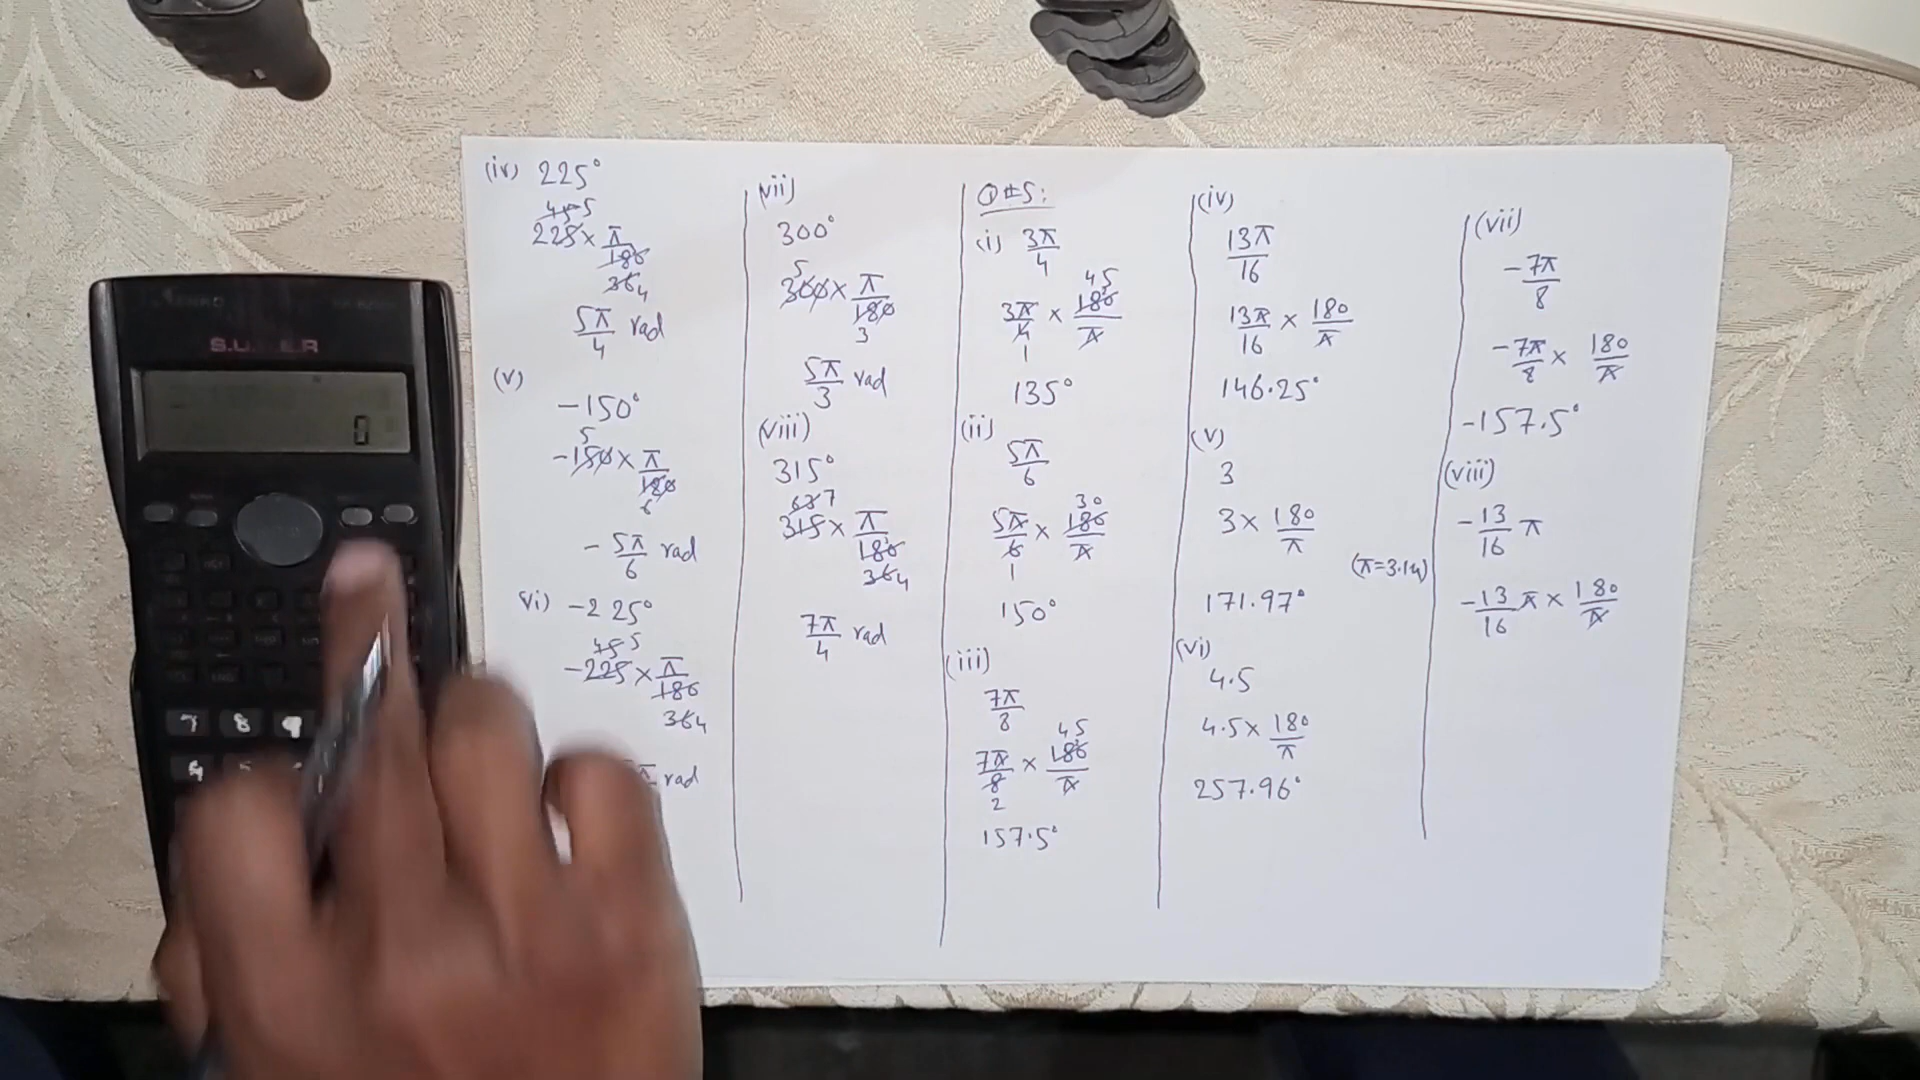 (iv) 225°
45 5
225 × π/180
36 4
5π/4 rad
(v)
-150°
5
-150 × π/180
6
- 5π/6 rad
vi) -225°
45 5
-225 × π/180
36 4
rad
vii)
300°
5
300 × π/180
3
5π/3 rad
(viii)
315°
63 7
315 × π/180
36 4
7π/4 rad
Q#5:
(i) 3π/4
45
3π/4 × 180/π
1
135°
(ii)
5π/6
30
5π/6 × 180/π
1
150°
(iii)
7π/8
45
7π/8 × 180/π
2
157.5°
(iv)
13π/16
13π/16 × 180/π
146.25°
(v)
3
3 × 180/π
(π=3.14)
171.97°
(vi)
4.5
4.5 × 180/π
257.96°
(vii)
-7π/8
-7π/8 × 180/π
-157.5°
(viii)
-13/16 π
-13/16 π × 180/π
S.U. ER
0
7 8 9